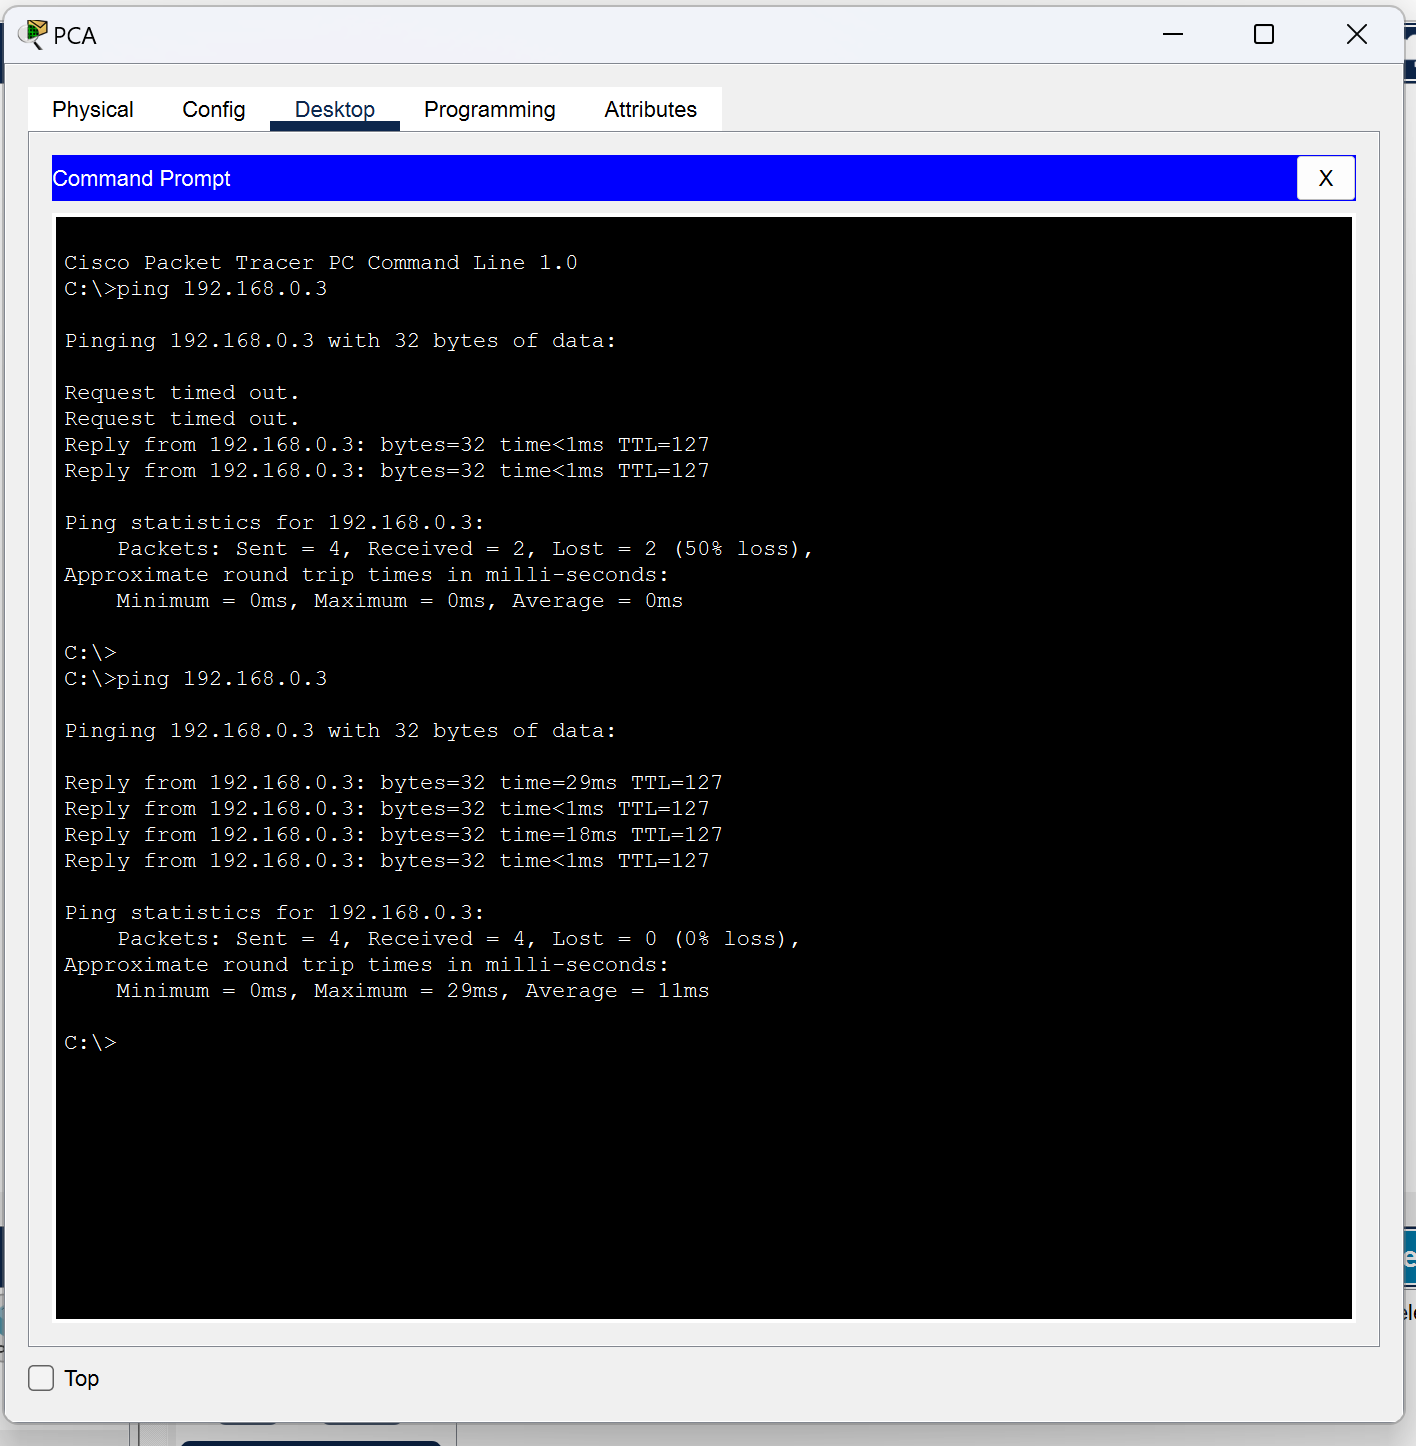 PCA
Physical Config Desktop Programming Attributes
Command Prompt X
Cisco Packet Tracer PC Command Line 1.0
C:\>ping 192.168.0.3
Pinging 192.168.0.3 with 32 bytes of data:
Request timed out.
Request timed out.
Reply from 192.168.0.3: bytes=32 time<1ms TTL=127
Reply from 192.168.0.3: bytes=32 time<1ms TTL=127
Ping statistics for 192.168.0.3:
Packets: Sent = 4, Received = 2, Lost = 2 (50% loss),
Approximate round trip times in milli-seconds:
Minimum = 0ms, Maximum = 0ms, Average = 0ms
C:\>
C:\>ping 192.168.0.3
Pinging 192.168.0.3 with 32 bytes of data:
Reply from 192.168.0.3: bytes=32 time=29ms TTL=127
Reply from 192.168.0.3: bytes=32 time<1ms TTL=127
Reply from 192.168.0.3: bytes=32 time=18ms TTL=127
Reply from 192.168.0.3: bytes=32 time<1ms TTL=127
Ping statistics for 192.168.0.3:
Packets: Sent = 4, Received = 4, Lost = 0 (0% loss),
Approximate round trip times in milli-seconds:
Minimum = 0ms, Maximum = 29ms, Average = 11ms
C:\>
Top